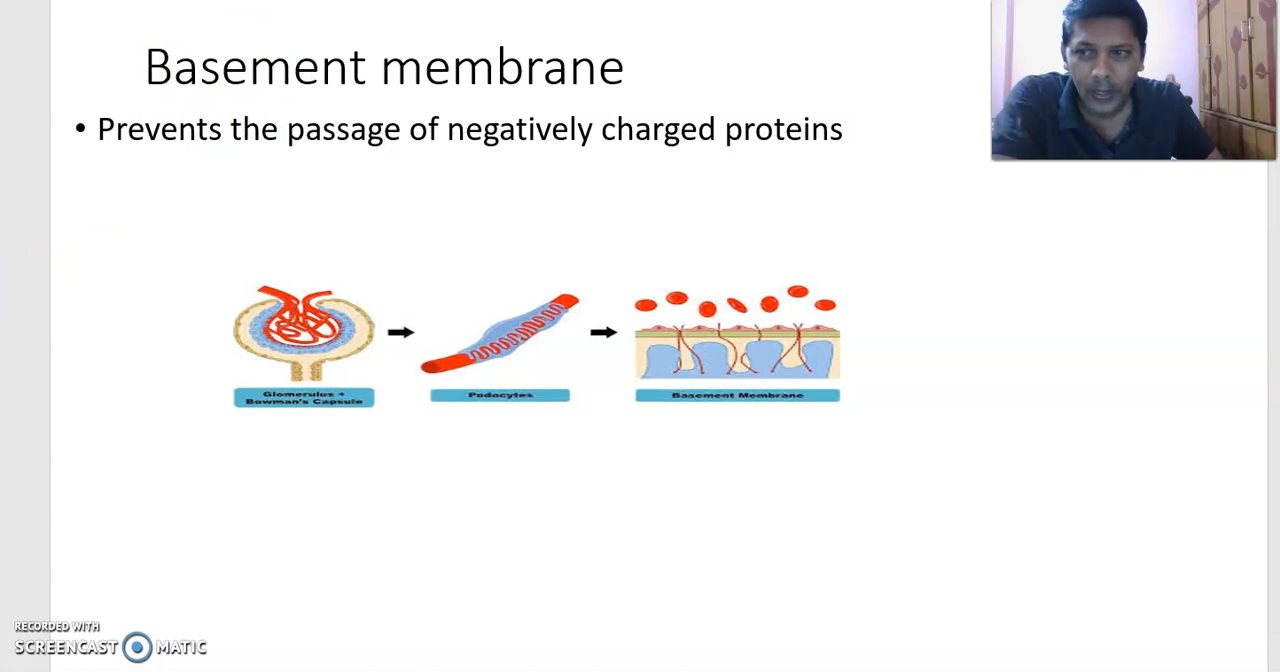 Basement membrane
• Prevents the passage of negatively charged proteins
Glomerulus +
Bowman's Capsule
Podocytes
Basement Membrane
RECORDED WITH
SCREENCAST MATIC